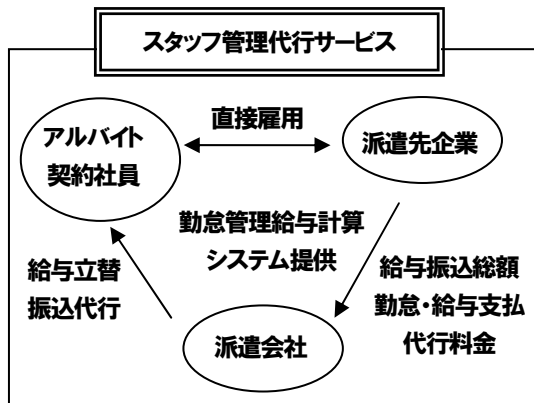 スタッフ管理代行サービス
アルバイト
契約社員
直接雇用
派遣先企業
勤怠管理給与計算
システム提供
給与立替
振込代行
給与振込総額
勤怠・給与支払
代行料金
派遣会社